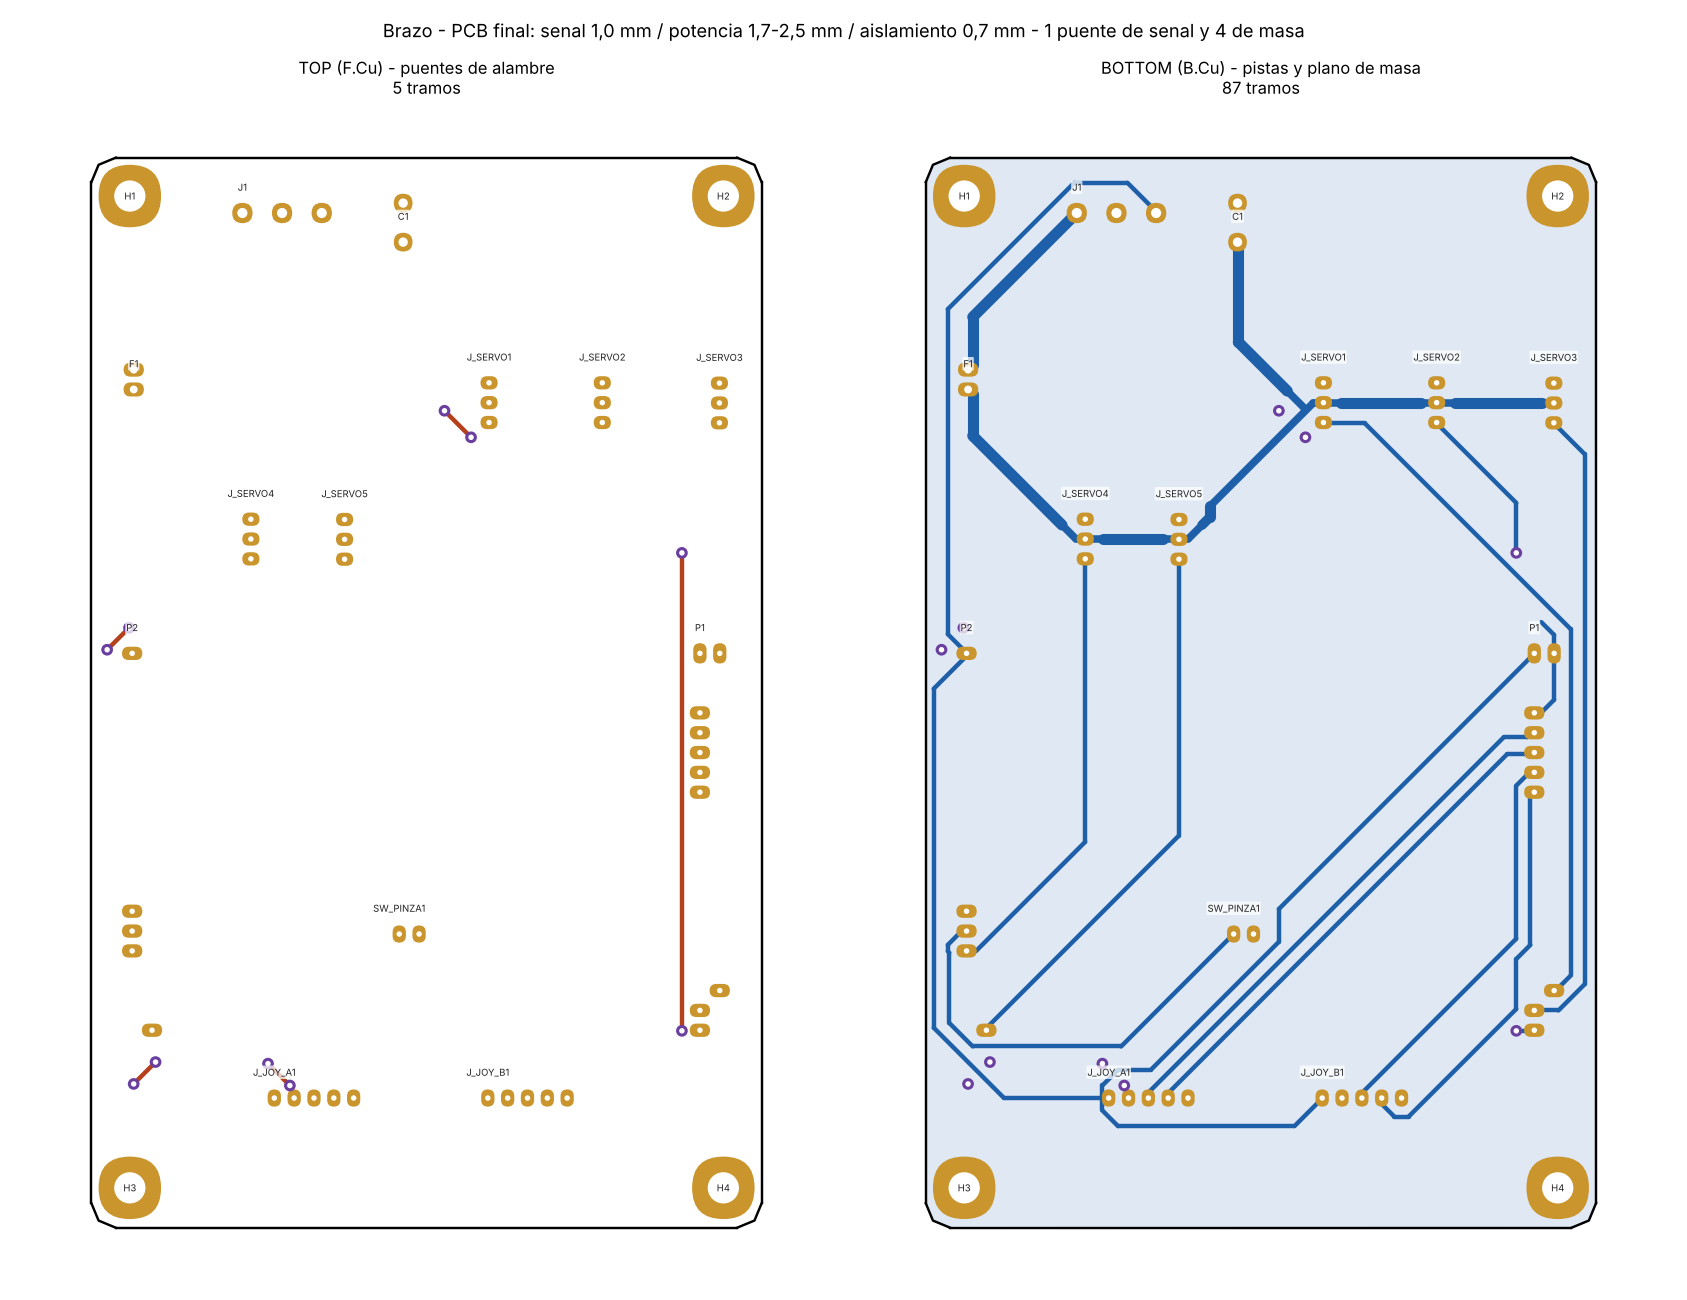 Brazo - PCB final: senal 1,0 mm / potencia 1,7-2,5 mm / aislamiento 0,7 mm - 1 puente de senal y 4 de masa
TOP (F.Cu) - puentes de alambre
5 tramos
BOTTOM (B.Cu) - pistas y plano de masa
87 tramos
H1
J1
C1
H2
F1
J_SERVO1
J_SERVO2
J_SERVO3
J_SERVO4
J_SERVO5
P2
P1
SW_PINZA1
J_JOY_A1
J_JOY_B1
H3
H4
H1
J1
C1
H2
F1
J_SERVO1
J_SERVO2
J_SERVO3
J_SERVO4
J_SERVO5
P2
P1
SW_PINZA1
J_JOY_A1
J_JOY_B1
H3
H4